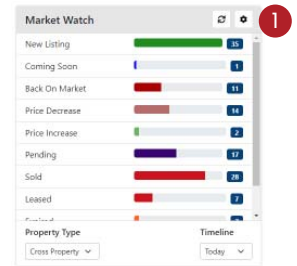 Market Watch 1
New Listing 35
Coming Soon 1
Back On Market 11
Price Decrease 14
Price Increase 2
Pending 17
Sold 28
Leased 7
Expired
Property Type Timeline
Cross Property Today